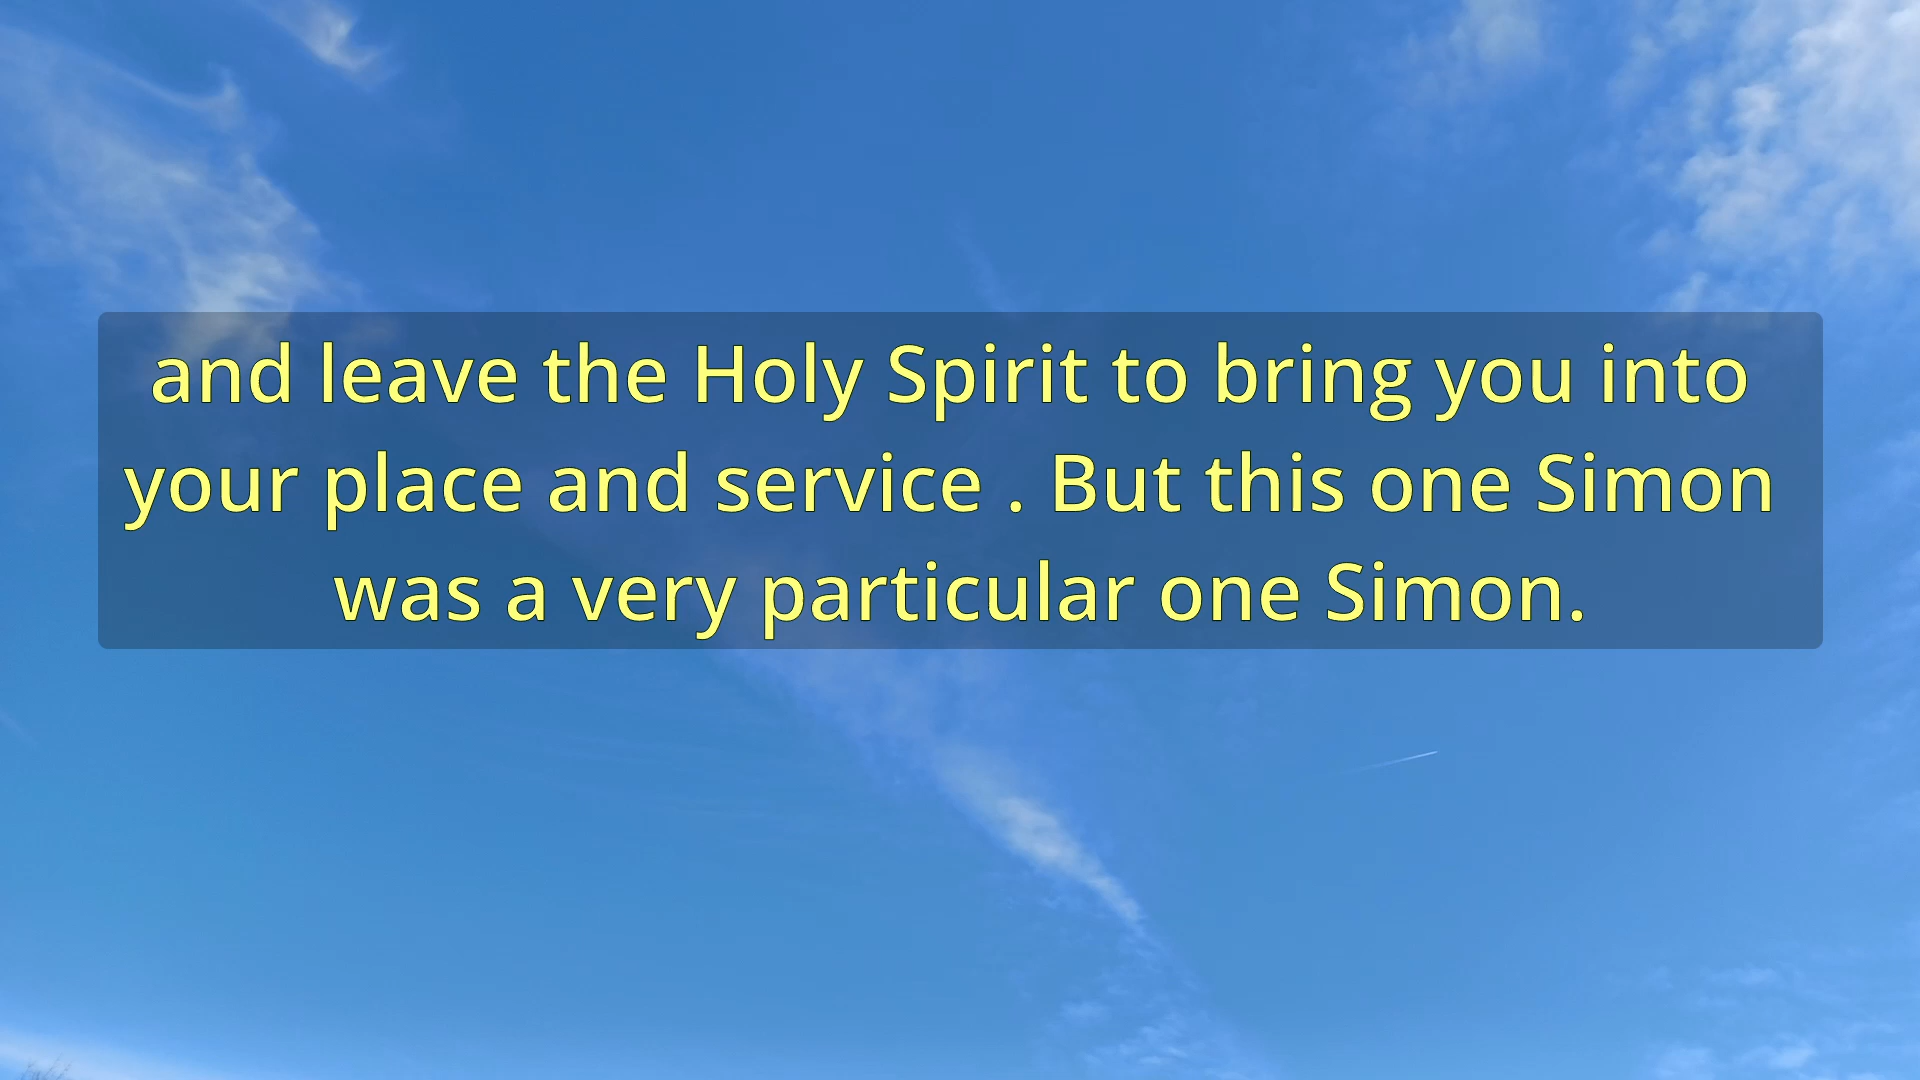 and leave the Holy Spirit to bring you into
your place and service . But this one Simon
was a very particular one Simon.